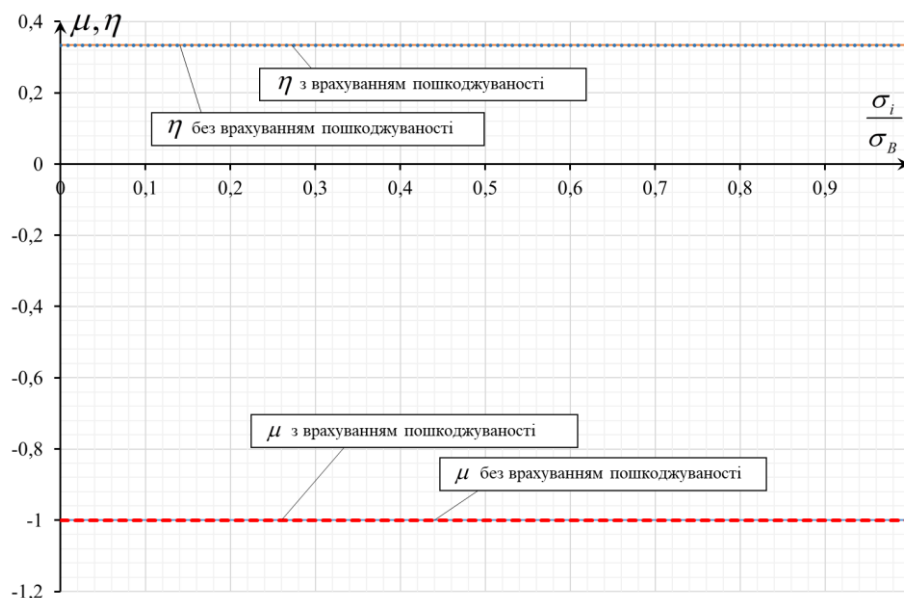 0,4
μ, η
η з врахуванням пошкоджуваності
0,2
η без врахуванням пошкоджуваності
σi
σB
0
0 0,1 0,2 0,3 0,4 0,5 0,6 0,7 0,8 0,9
-0,2
-0,4
-0,6
μ з врахуванням пошкоджуваності
-0,8
μ без врахуванням пошкоджуваності
-1
-1,2